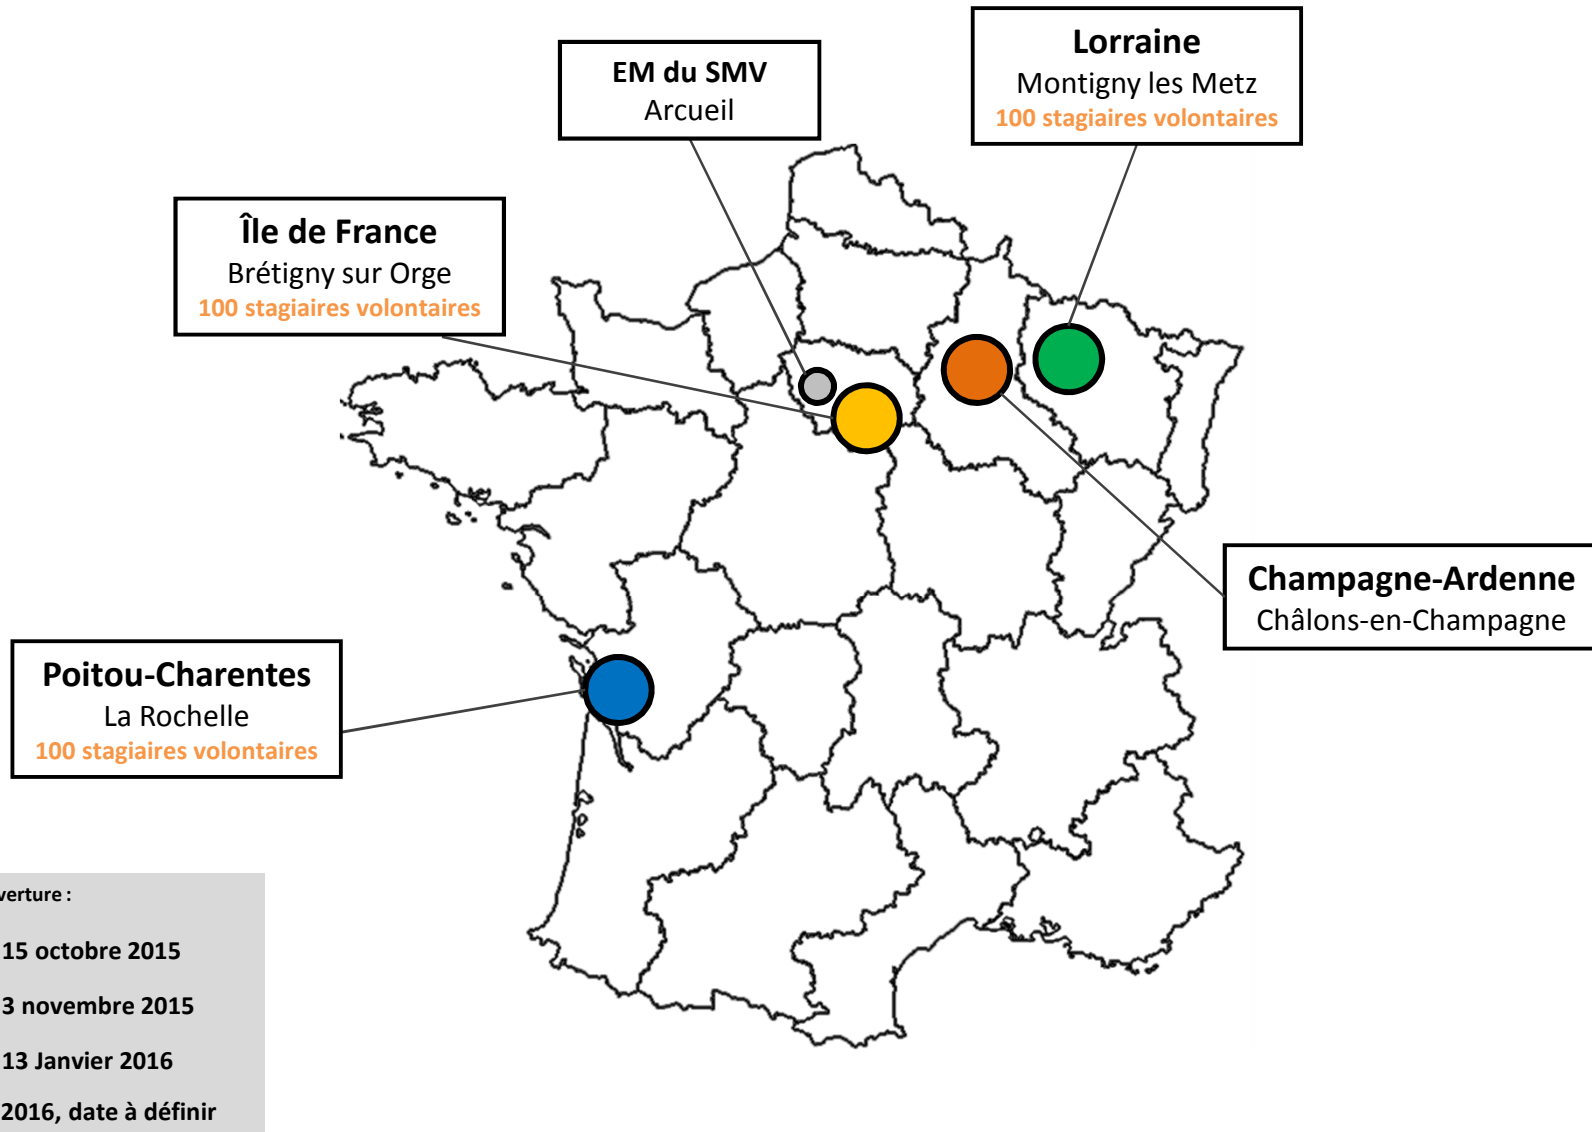 Lorraine
Montigny les Metz
100 stagiaires volontaires
EM du SMV
Arcueil
Île de France
Brétigny sur Orge
100 stagiaires volontaires
Champagne-Ardenne
Châlons-en-Champagne
Poitou-Charentes
La Rochelle
100 stagiaires volontaires
verture :
15 octobre 2015
3 novembre 2015
13 Janvier 2016
2016, date à définir